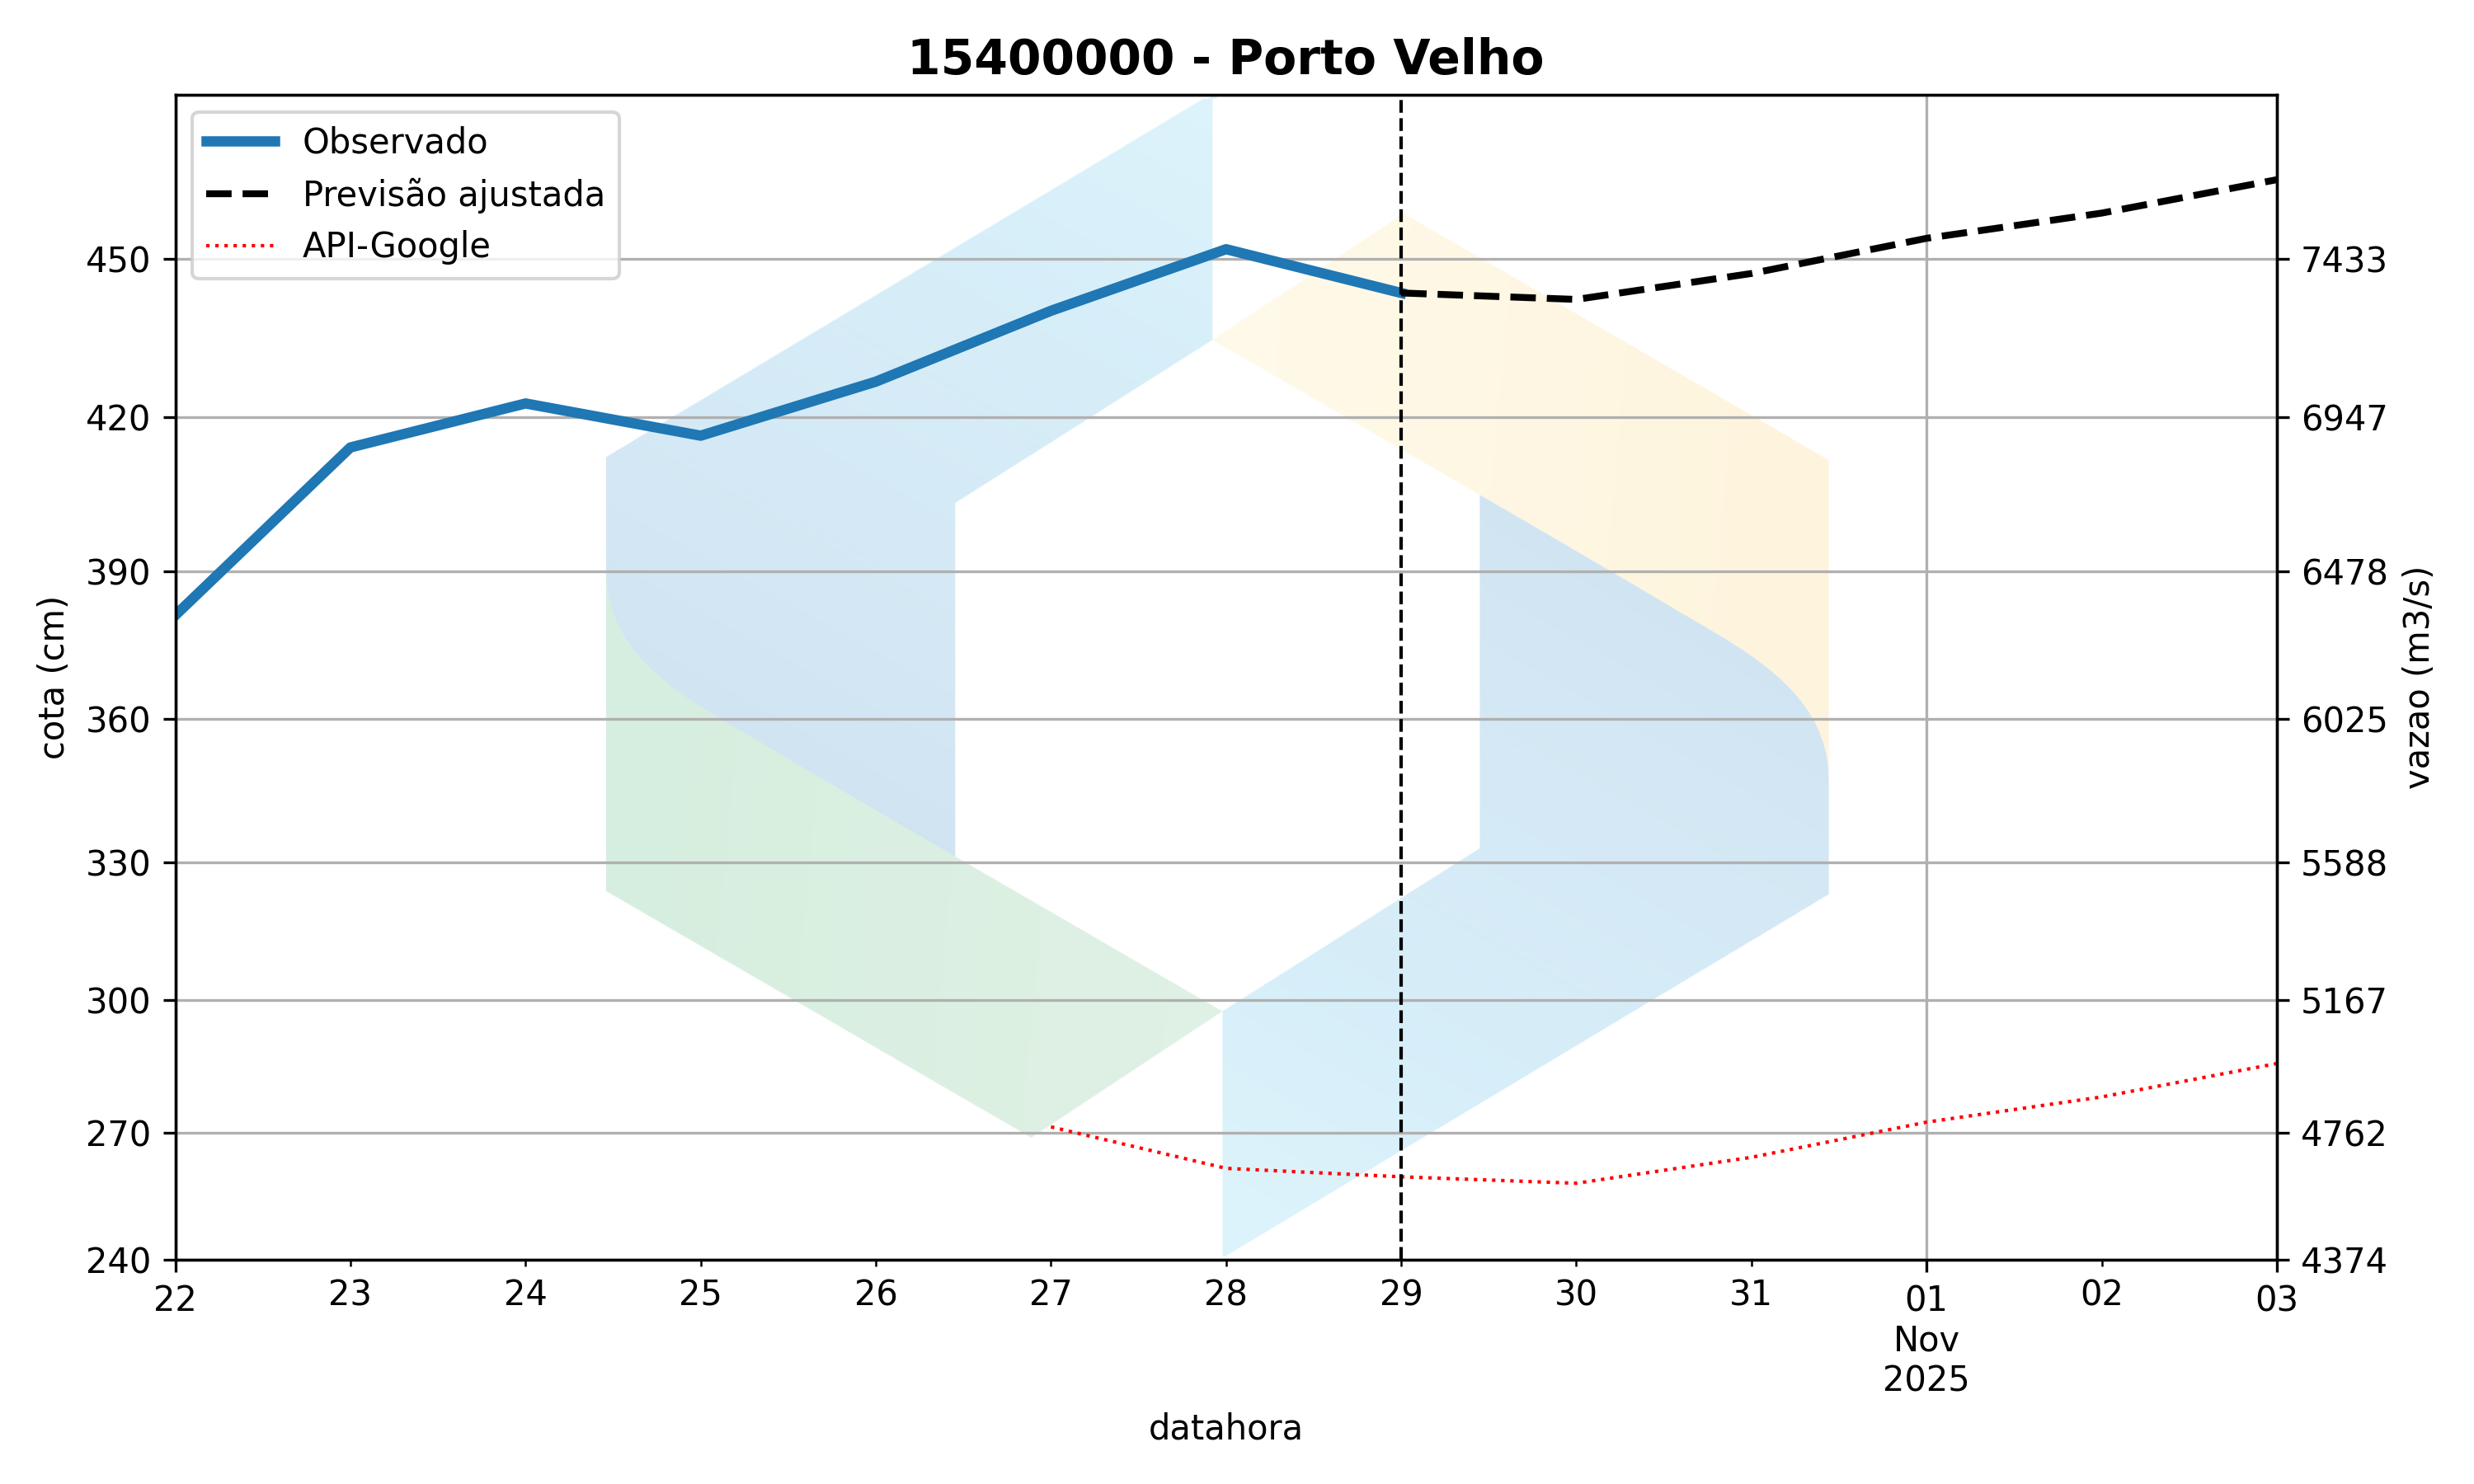 15400000 - Porto Velho
Observado
Previsão ajustada
API-Google
450
420
390
360
330
300
270
240
cota (cm)
7433
6947
6478
6025
5588
5167
4762
4374
vazao (m3/s)
22 23 24 25 26 27 28 29 30 31 01 02 03
Nov
2025
datahora